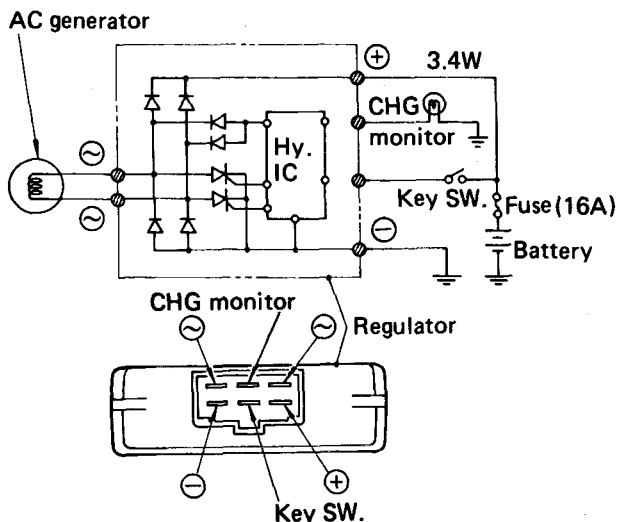 AC generator
⊕
3.4W
CHG
monitor
Hy.
IC
~
Key SW.
~
Fuse(16A)
⊖
Battery
CHG monitor
~
~
Regulator
⊖
⊕
Key SW.